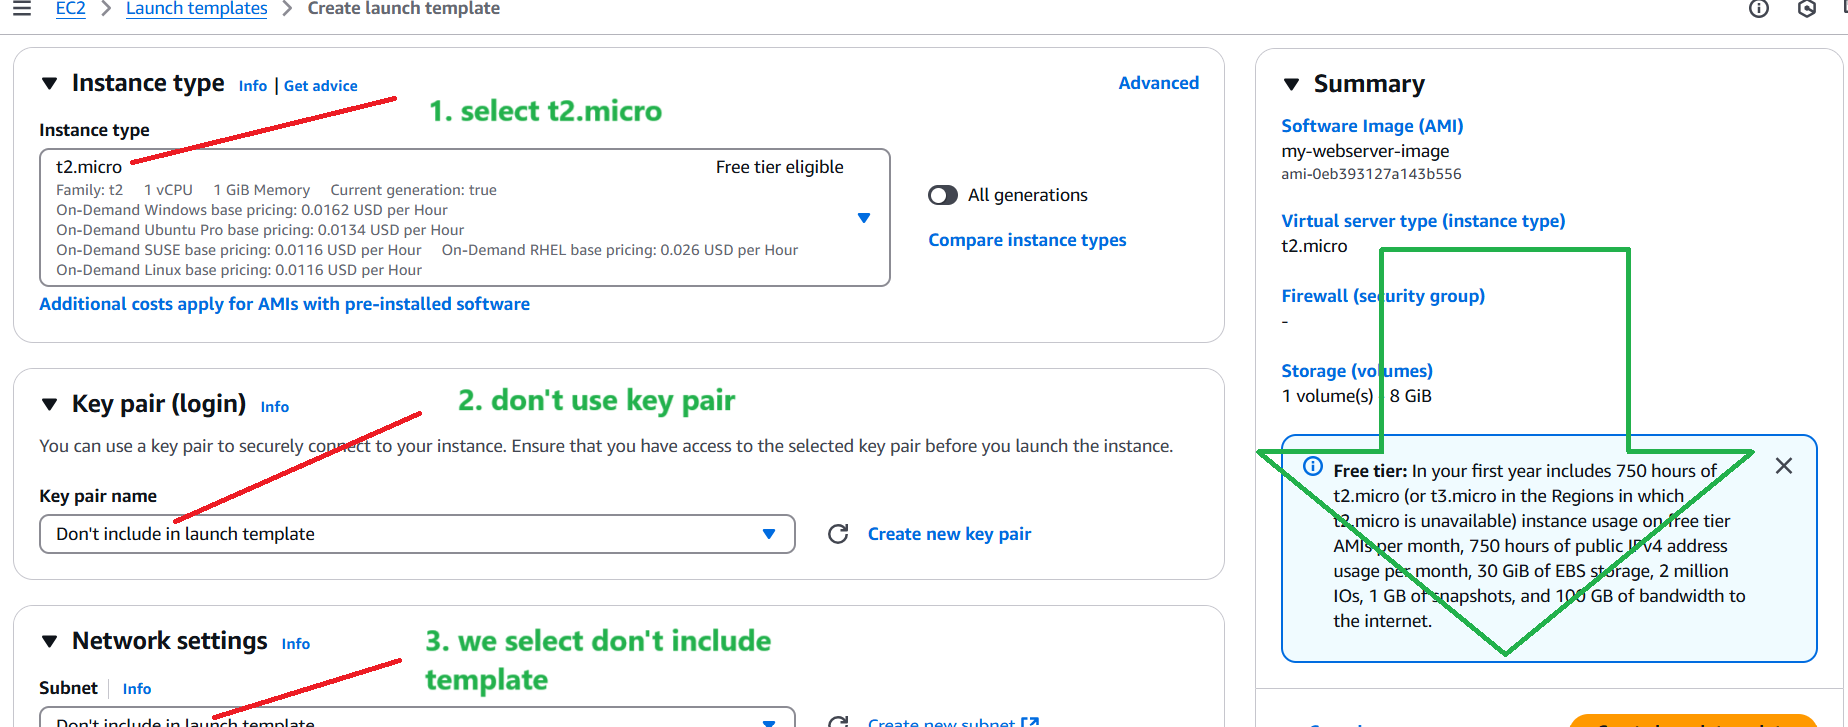 EC2 > Launch templates > Create launch template
Instance type Info | Get advice
Advanced
1. select t2.micro
Instance type
t2.micro Free tier eligible
Family: t2 1 vCPU 1 GiB Memory Current generation: true
On-Demand Windows base pricing: 0.0162 USD per Hour
On-Demand Ubuntu Pro base pricing: 0.0134 USD per Hour
On-Demand SUSE base pricing: 0.0116 USD per Hour On-Demand RHEL base pricing: 0.026 USD per Hour
On-Demand Linux base pricing: 0.0116 USD per Hour
All generations
Compare instance types
Additional costs apply for AMIs with pre-installed software
Key pair (login) Info
2. don't use key pair
You can use a key pair to securely connect to your instance. Ensure that you have access to the selected key pair before you launch the instance.
Key pair name
Don't include in launch template
Create new key pair
Network settings Info
3. we select don't include
template
Subnet Info
Don't include in launch template
Create new subnet
Summary
Software Image (AMI)
my-webserver-image
ami-0eb393127a143b556
Virtual server type (instance type)
t2.micro
Firewall (security group)
-
Storage (volumes)
1 volume(s) - 8 GiB
Free tier: In your first year includes 750 hours of
t2.micro (or t3.micro in the Regions in which
t2.micro is unavailable) instance usage on free tier
AMIs per month, 750 hours of public IPv4 address
usage per month, 30 GiB of EBS storage, 2 million
IOs, 1 GB of snapshots, and 100 GB of bandwidth to
the internet.